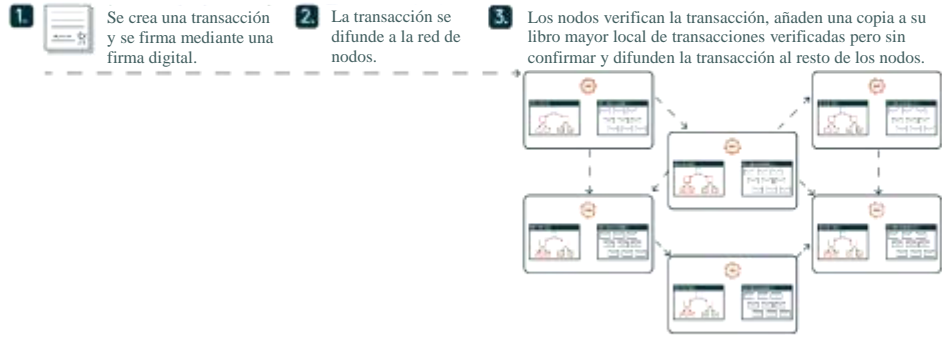 1.
Se crea una transacción
y se firma mediante una
firma digital.
2.
La transacción se
difunde a la red de
nodos.
3.
Los nodos verifican la transacción, añaden una copia a su
libro mayor local de transacciones verificadas pero sin
confirmar y difunden la transacción al resto de los nodos.